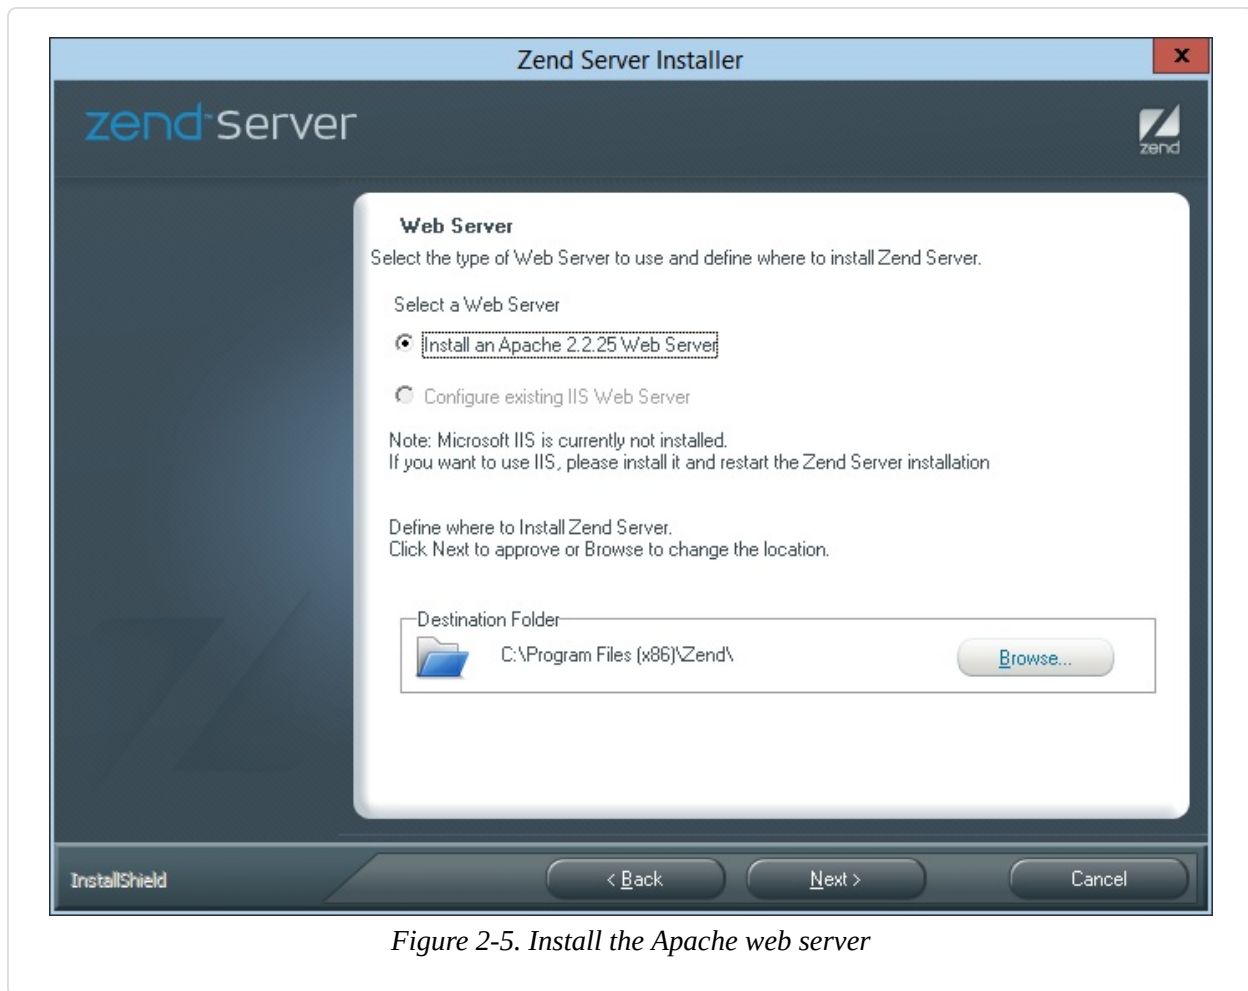 Zend Server Installer
x
zend™server
zend
Web Server
Select the type of Web Server to use and define where to install Zend Server.
Select a Web Server
Install an Apache 2.2.25 Web Server
Configure existing IIS Web Server
Note: Microsoft IIS is currently not installed.
If you want to use IIS, please install it and restart the Zend Server installation
Define where to Install Zend Server.
Click Next to approve or Browse to change the location.
Destination Folder
C:\Program Files (x86)\Zend\
Browse...
InstallShield
< Back
Next >
Cancel
Figure 2-5. Install the Apache web server